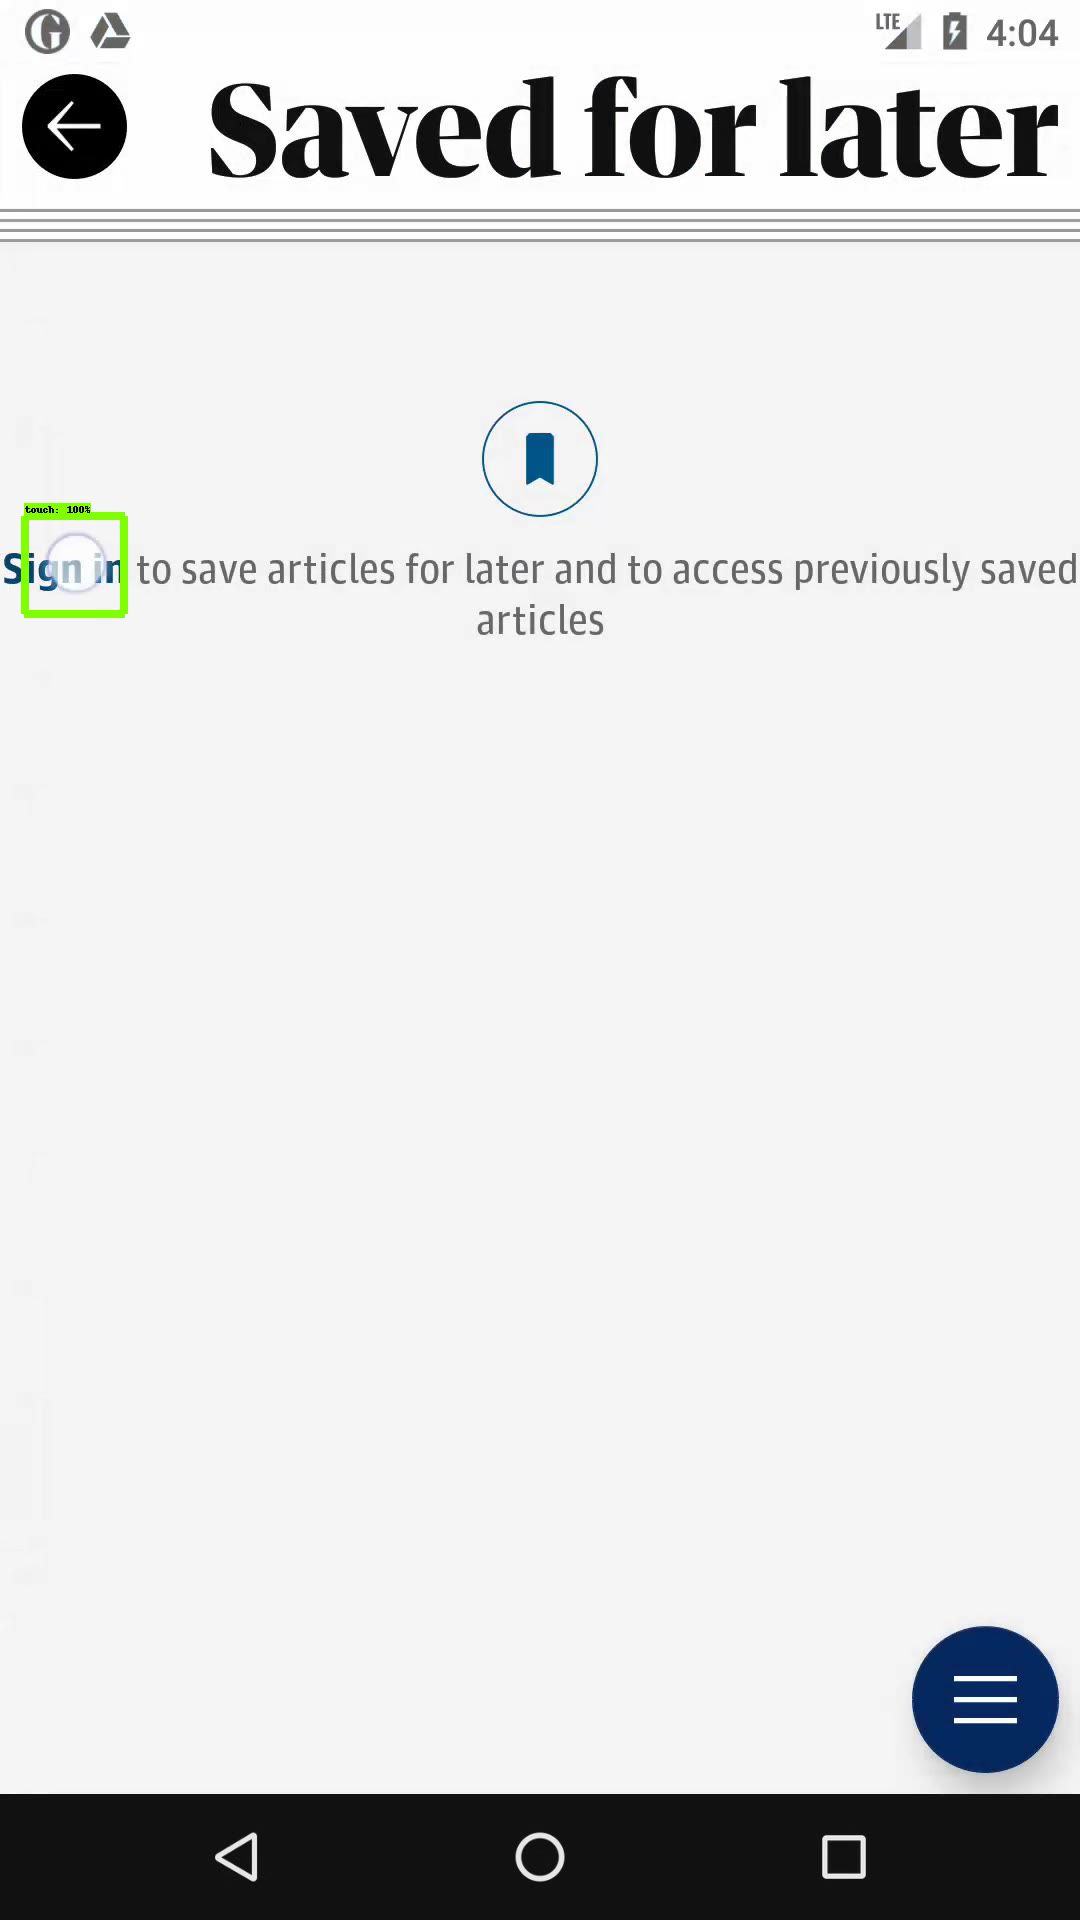 LTE 4:04
Saved for later
touch: 100%
Sign in to save articles for later and to access previously saved
articles